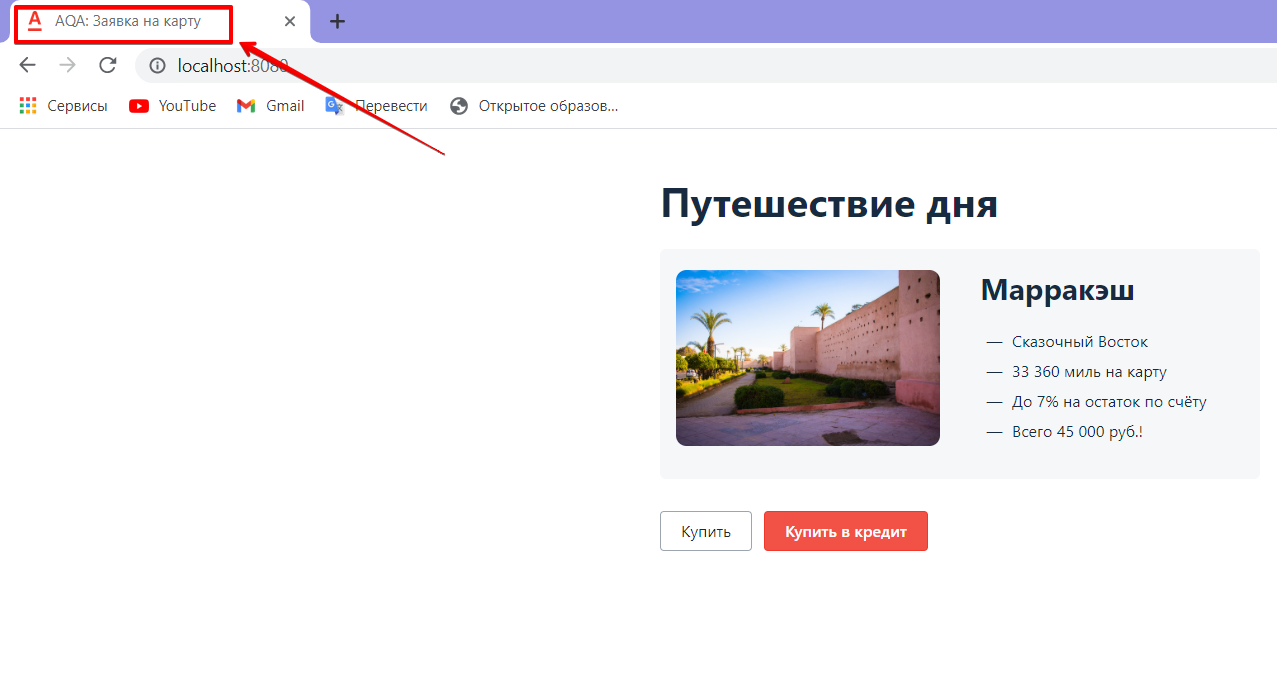 A AQA: Заявка на карту
localhost:8080
Сервисы YouTube Gmail Перевести Открытое образов...
Путешествие дня
Марракэш
— Сказочный Восток
— 33 360 миль на карту
— До 7% на остаток по счёту
— Всего 45 000 руб.!
Купить Купить в кредит